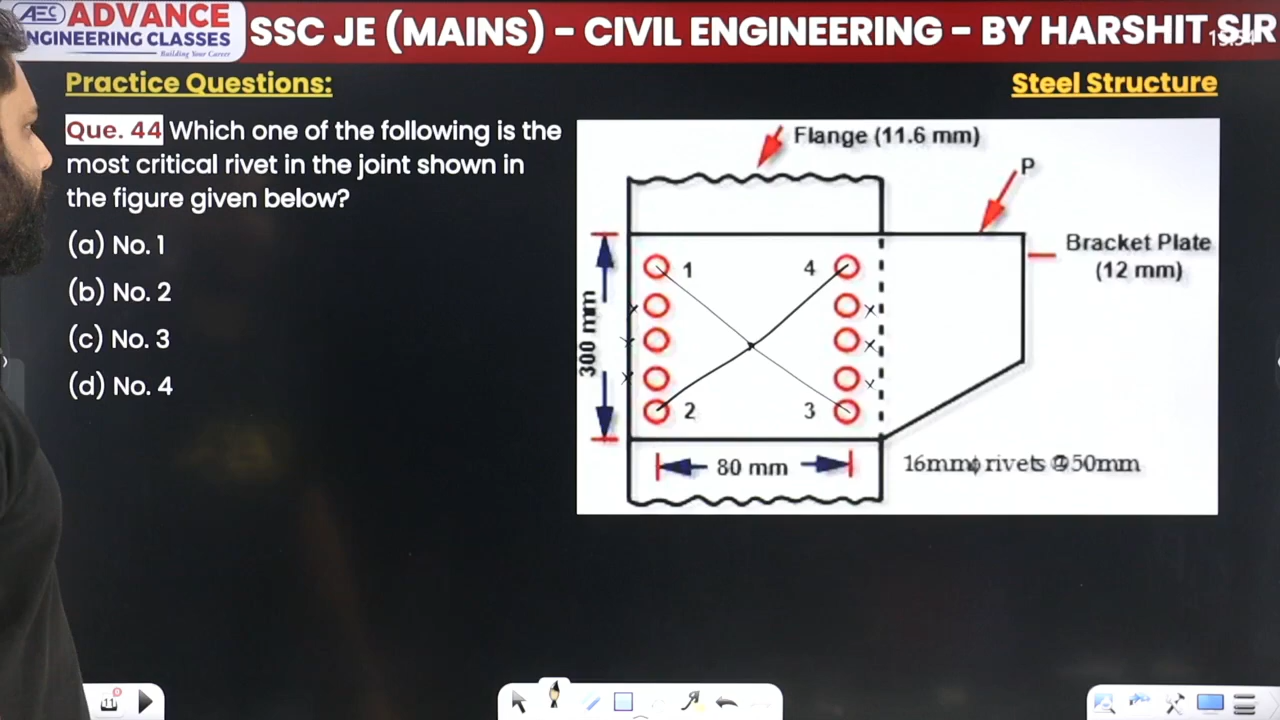 AEC ADVANCE
ENGINEERING CLASSES
Building Your Career
SSC JE (MAINS) – CIVIL ENGINEERING – BY HARSHIT SIR
Practice Questions:
Steel Structure
Que. 44 Which one of the following is the
most critical rivet in the joint shown in
the figure given below?
(a) No. 1
(b) No. 2
(c) No. 3
(d) No. 4
Flange (11.6 mm)
P
Bracket Plate
(12 mm)
1
4
300 mm
2
3
80 mm
16mmϕ rivets @50mm
11